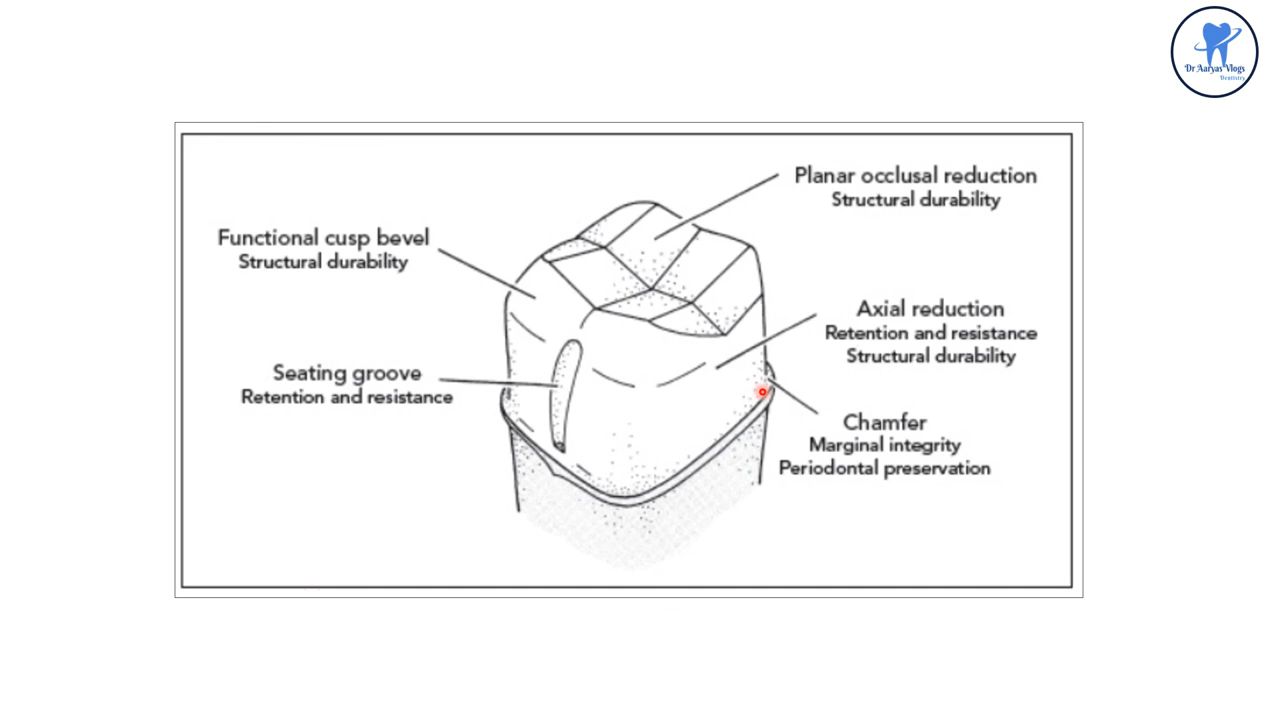 Dr Aaryas Vlogs
Dentistry
Planar occlusal reduction
Structural durability
Functional cusp bevel
Structural durability
Axial reduction
Retention and resistance
Structural durability
Seating groove
Retention and resistance
Chamfer
Marginal integrity
Periodontal preservation